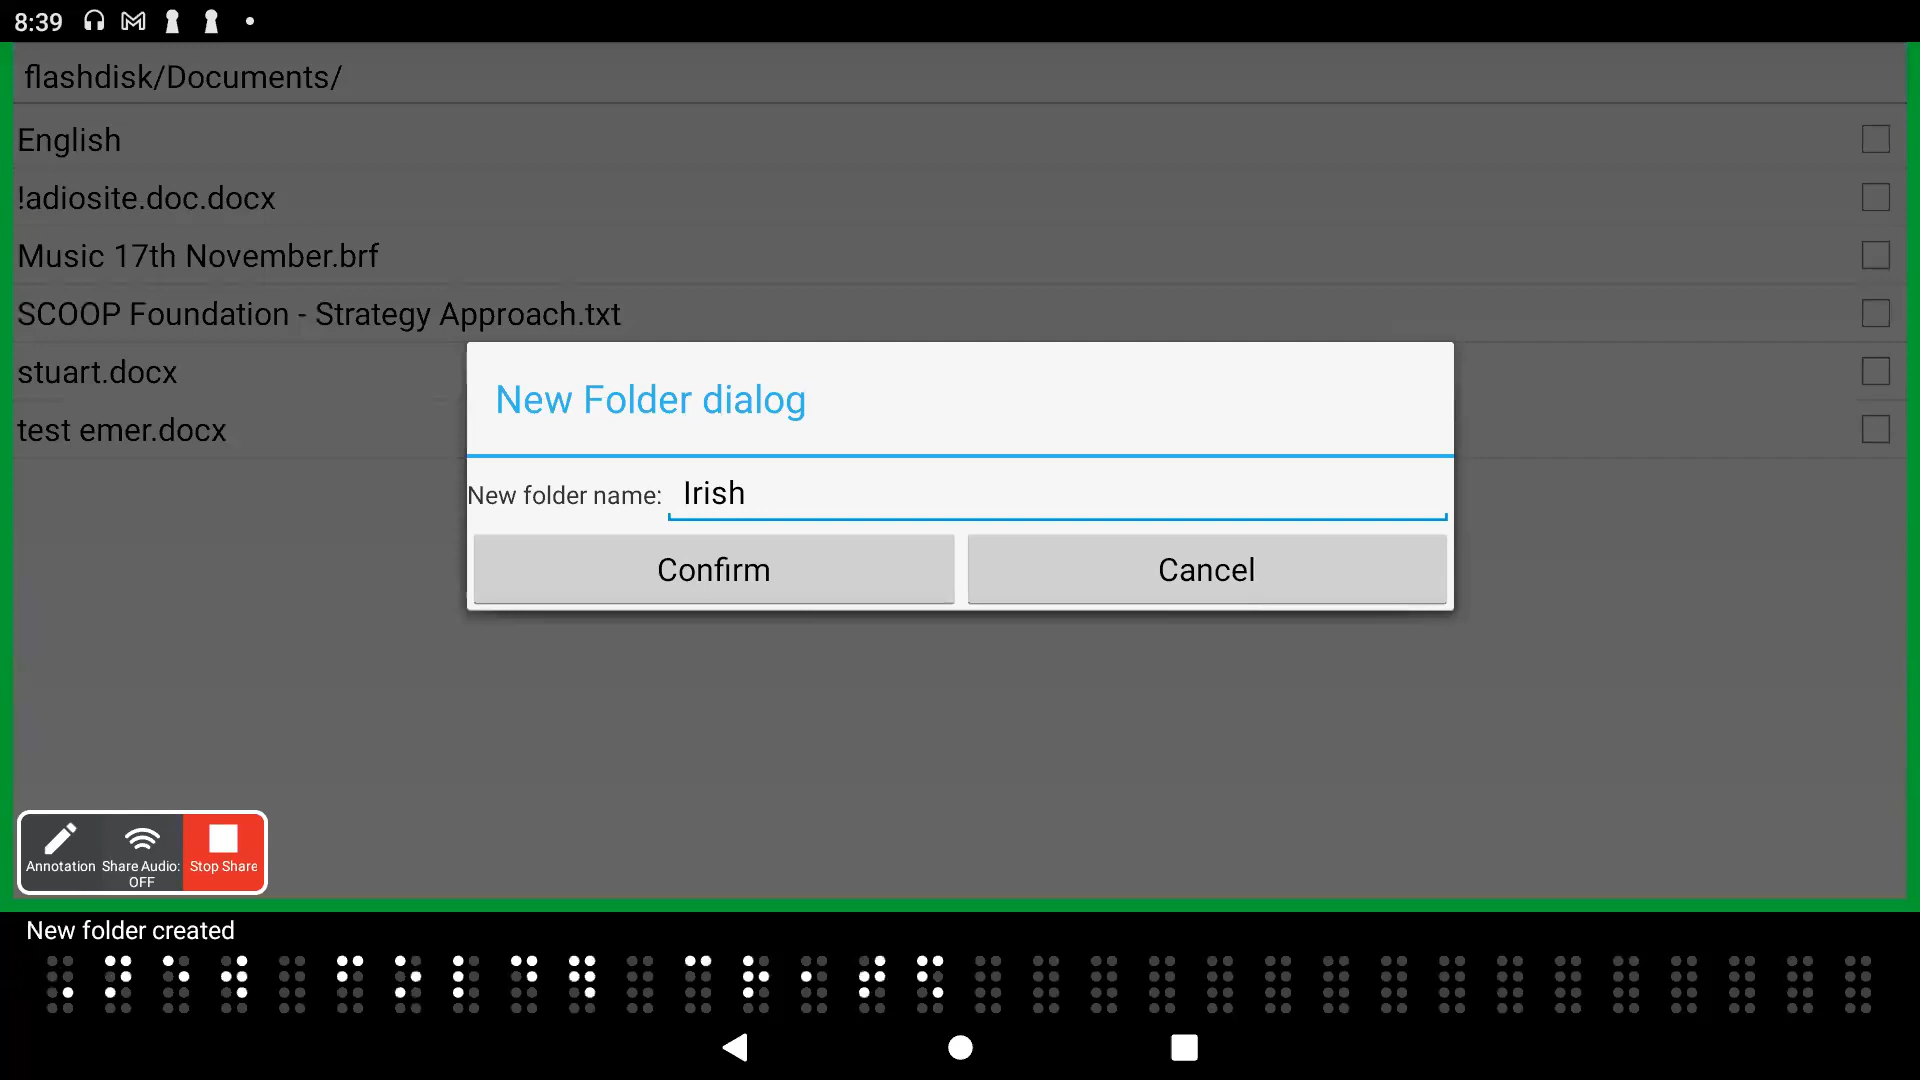 8:39
flashdisk/Documents/
English
!adiosite.doc.docx
Music 17th November.brf
SCOOP Foundation - Strategy Approach.txt
stuart.docx
test emer.docx
New Folder dialog
New folder name: Irish
Confirm Cancel
Annotation Share Audio: OFF Stop Share
New folder created